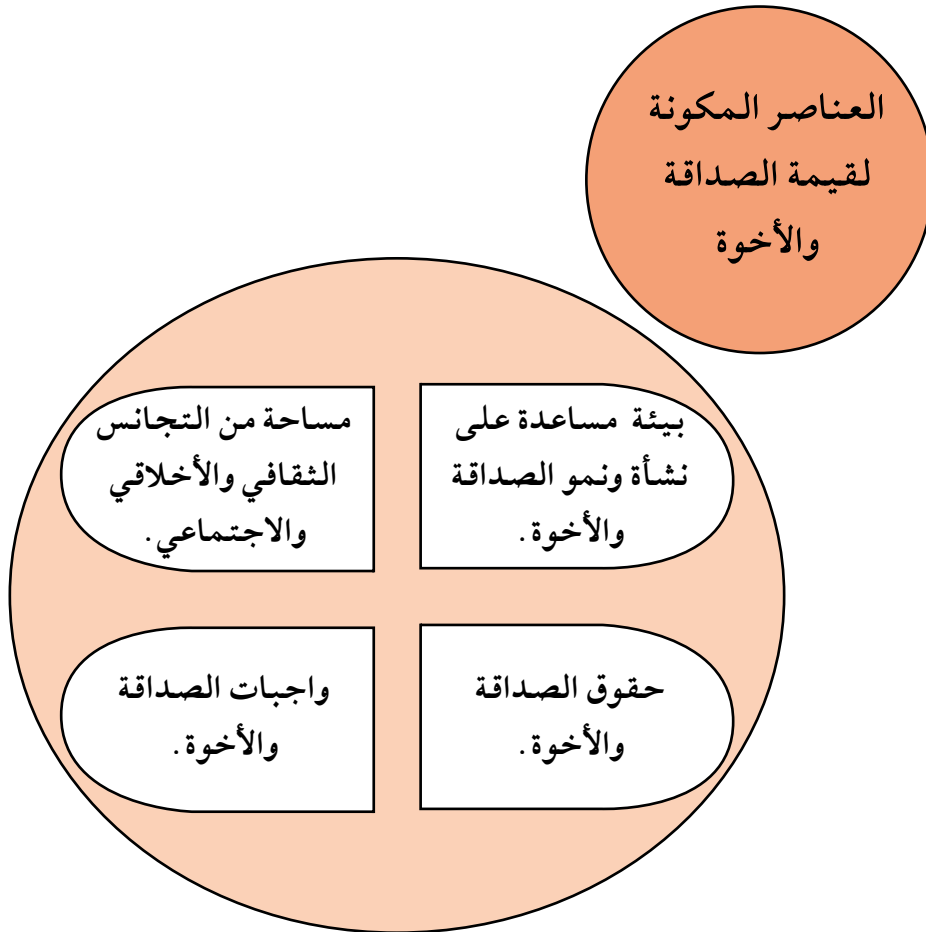 العناصر المكونة
لقيمة الصداقة
والأخوة
بيئة مساعدة على
نشأة ونمو الصداقة
والأخوة.
مساحة من التجانس
الثقافي والأخلاقي
والاجتماعي.
حقوق الصداقة
والأخوة.
واجبات الصداقة
والأخوة.